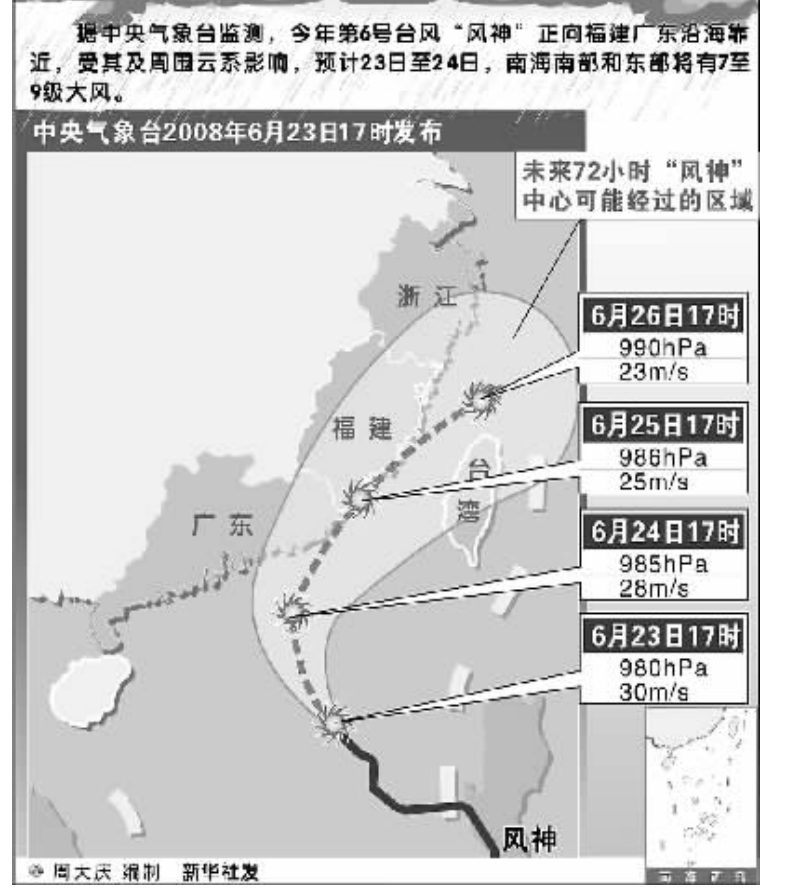 据中央气象台监测，今年第6号台风“风神”正向福建广东沿海靠
近，受其及周围云系影响，预计23日至24日，南海南部和东部将有7至
9级大风。
中央气象台2008年6月23日17时发布
未来72小时“风神”
中心可能经过的区域
浙江
6月26日17时
990hPa
23m/s
福建
6月25日17时
986hPa
25m/s
台
湾
广东
6月24日17时
985hPa
28m/s
6月23日17时
980hPa
30m/s
风神
周大庆 编制 新华社发
南海诸岛